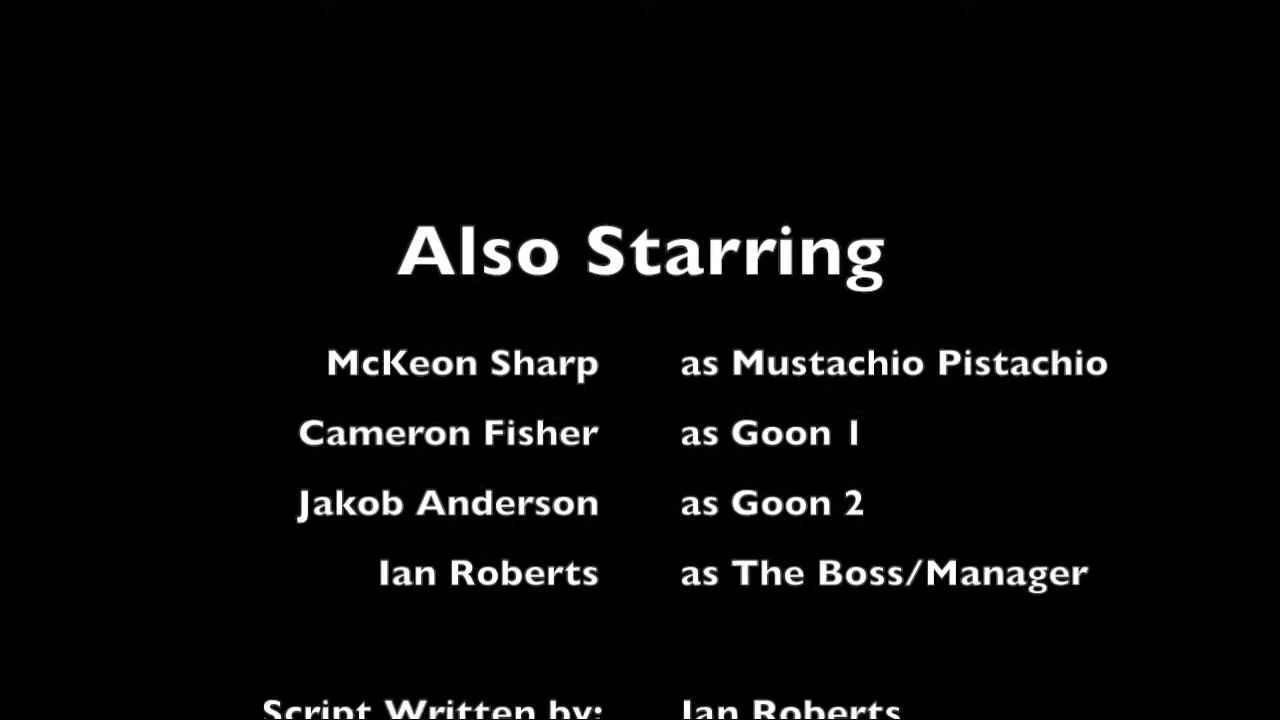 Also Starring
McKeon Sharp as Mustachio Pistachio
Cameron Fisher as Goon 1
Jakob Anderson as Goon 2
Ian Roberts as The Boss/Manager
Script Written by: Ian Roberts